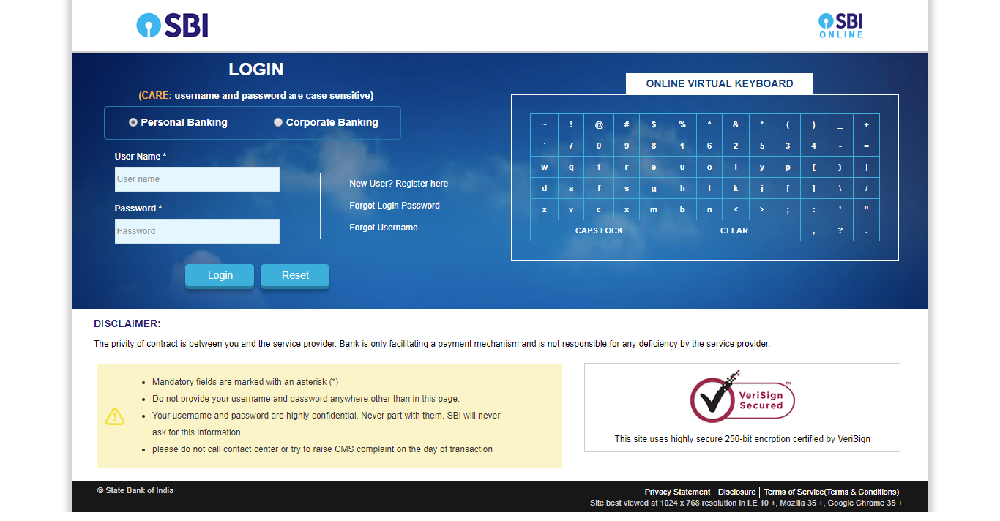 SBI
SBI
ONLINE
LOGIN
(CARE: username and password are case sensitive)
Personal Banking Corporate Banking
User Name *
User name
Password *
Password
New User? Register here
Forgot Login Password
Forgot Username
Login Reset
ONLINE VIRTUAL KEYBOARD
~ ! @ # $ % ^ & * ( ) _ +
` 7 0 9 8 1 6 2 5 3 4 - =
w q t r e u o i y p { } |
d a f s g h l k j [ ] \ /
z v c x m b n < > ; : ' "
CAPS LOCK CLEAR , ? .
DISCLAIMER:
The privity of contract is between you and the service provider. Bank is only facilitating a payment mechanism and is not responsible for any deficiency by the service provider.
• Mandatory fields are marked with an asterisk (*)
• Do not provide your username and password anywhere other than in this page.
• Your username and password are highly confidential. Never part with them. SBI will never
ask for this information.
• please do not call contact center or try to raise CMS complaint on the day of transaction
VeriSign
Secured
™
This site uses highly secure 256-bit encrption certified by VeriSign
© State Bank of India
Privacy Statement | Disclosure | Terms of Service(Terms & Conditions)
Site best viewed at 1024 x 768 resolution in I.E 10 +, Mozilla 35 +, Google Chrome 35 +